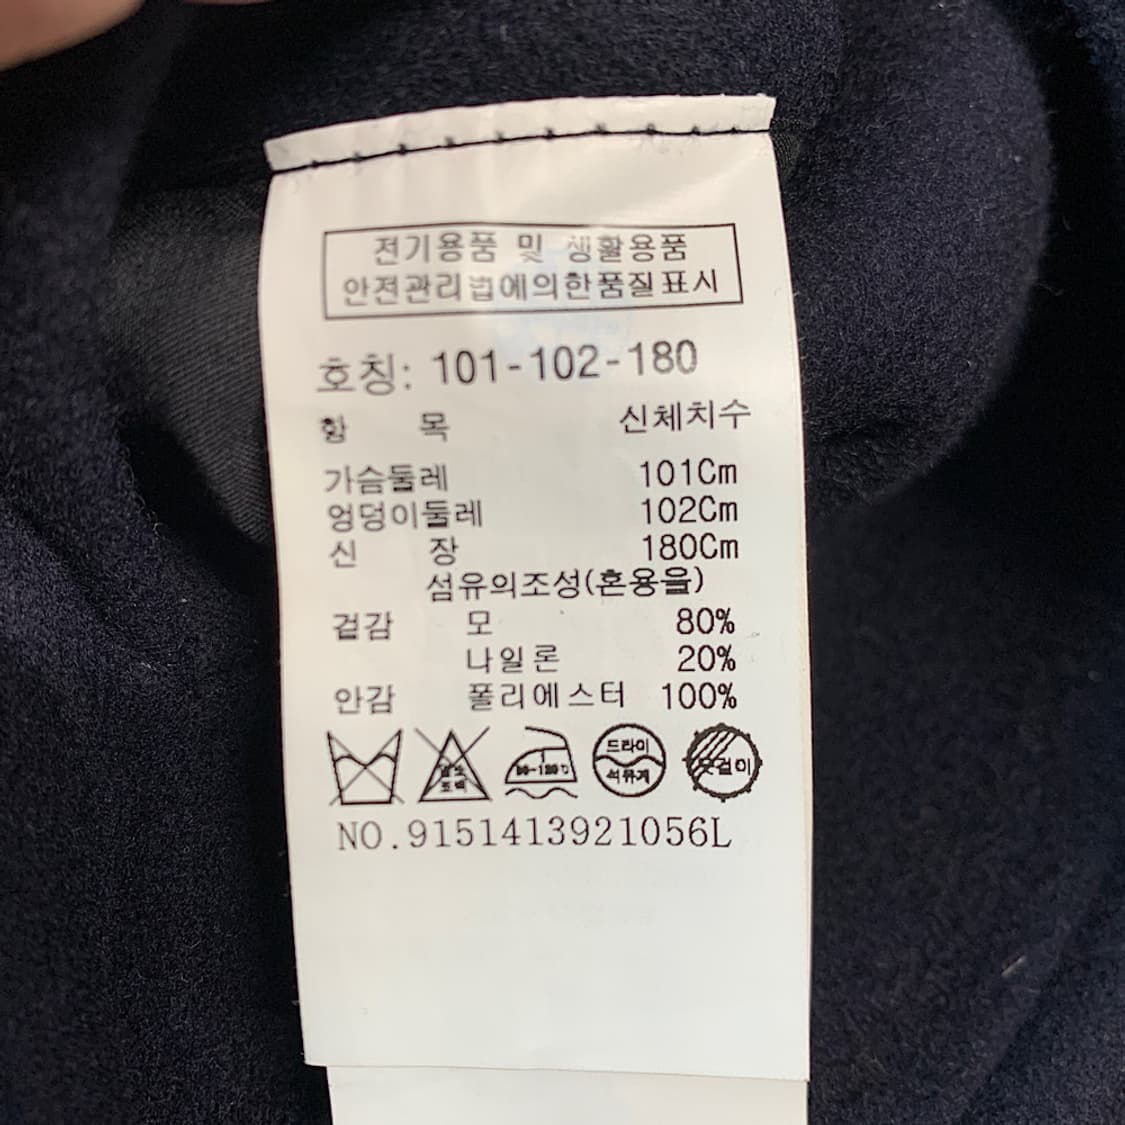 전기용품 및 생활용품
안전관리법에의한품질표시
호칭: 101-102-180
항 목 신체치수
가슴둘레 101Cm
엉덩이둘레 102Cm
신 장 180Cm
섬유의조성(혼용율)
겉감 모 80%
나일론 20%
안감 폴리에스터 100%
드라이
석유계
옷걸이
NO.9151413921056L